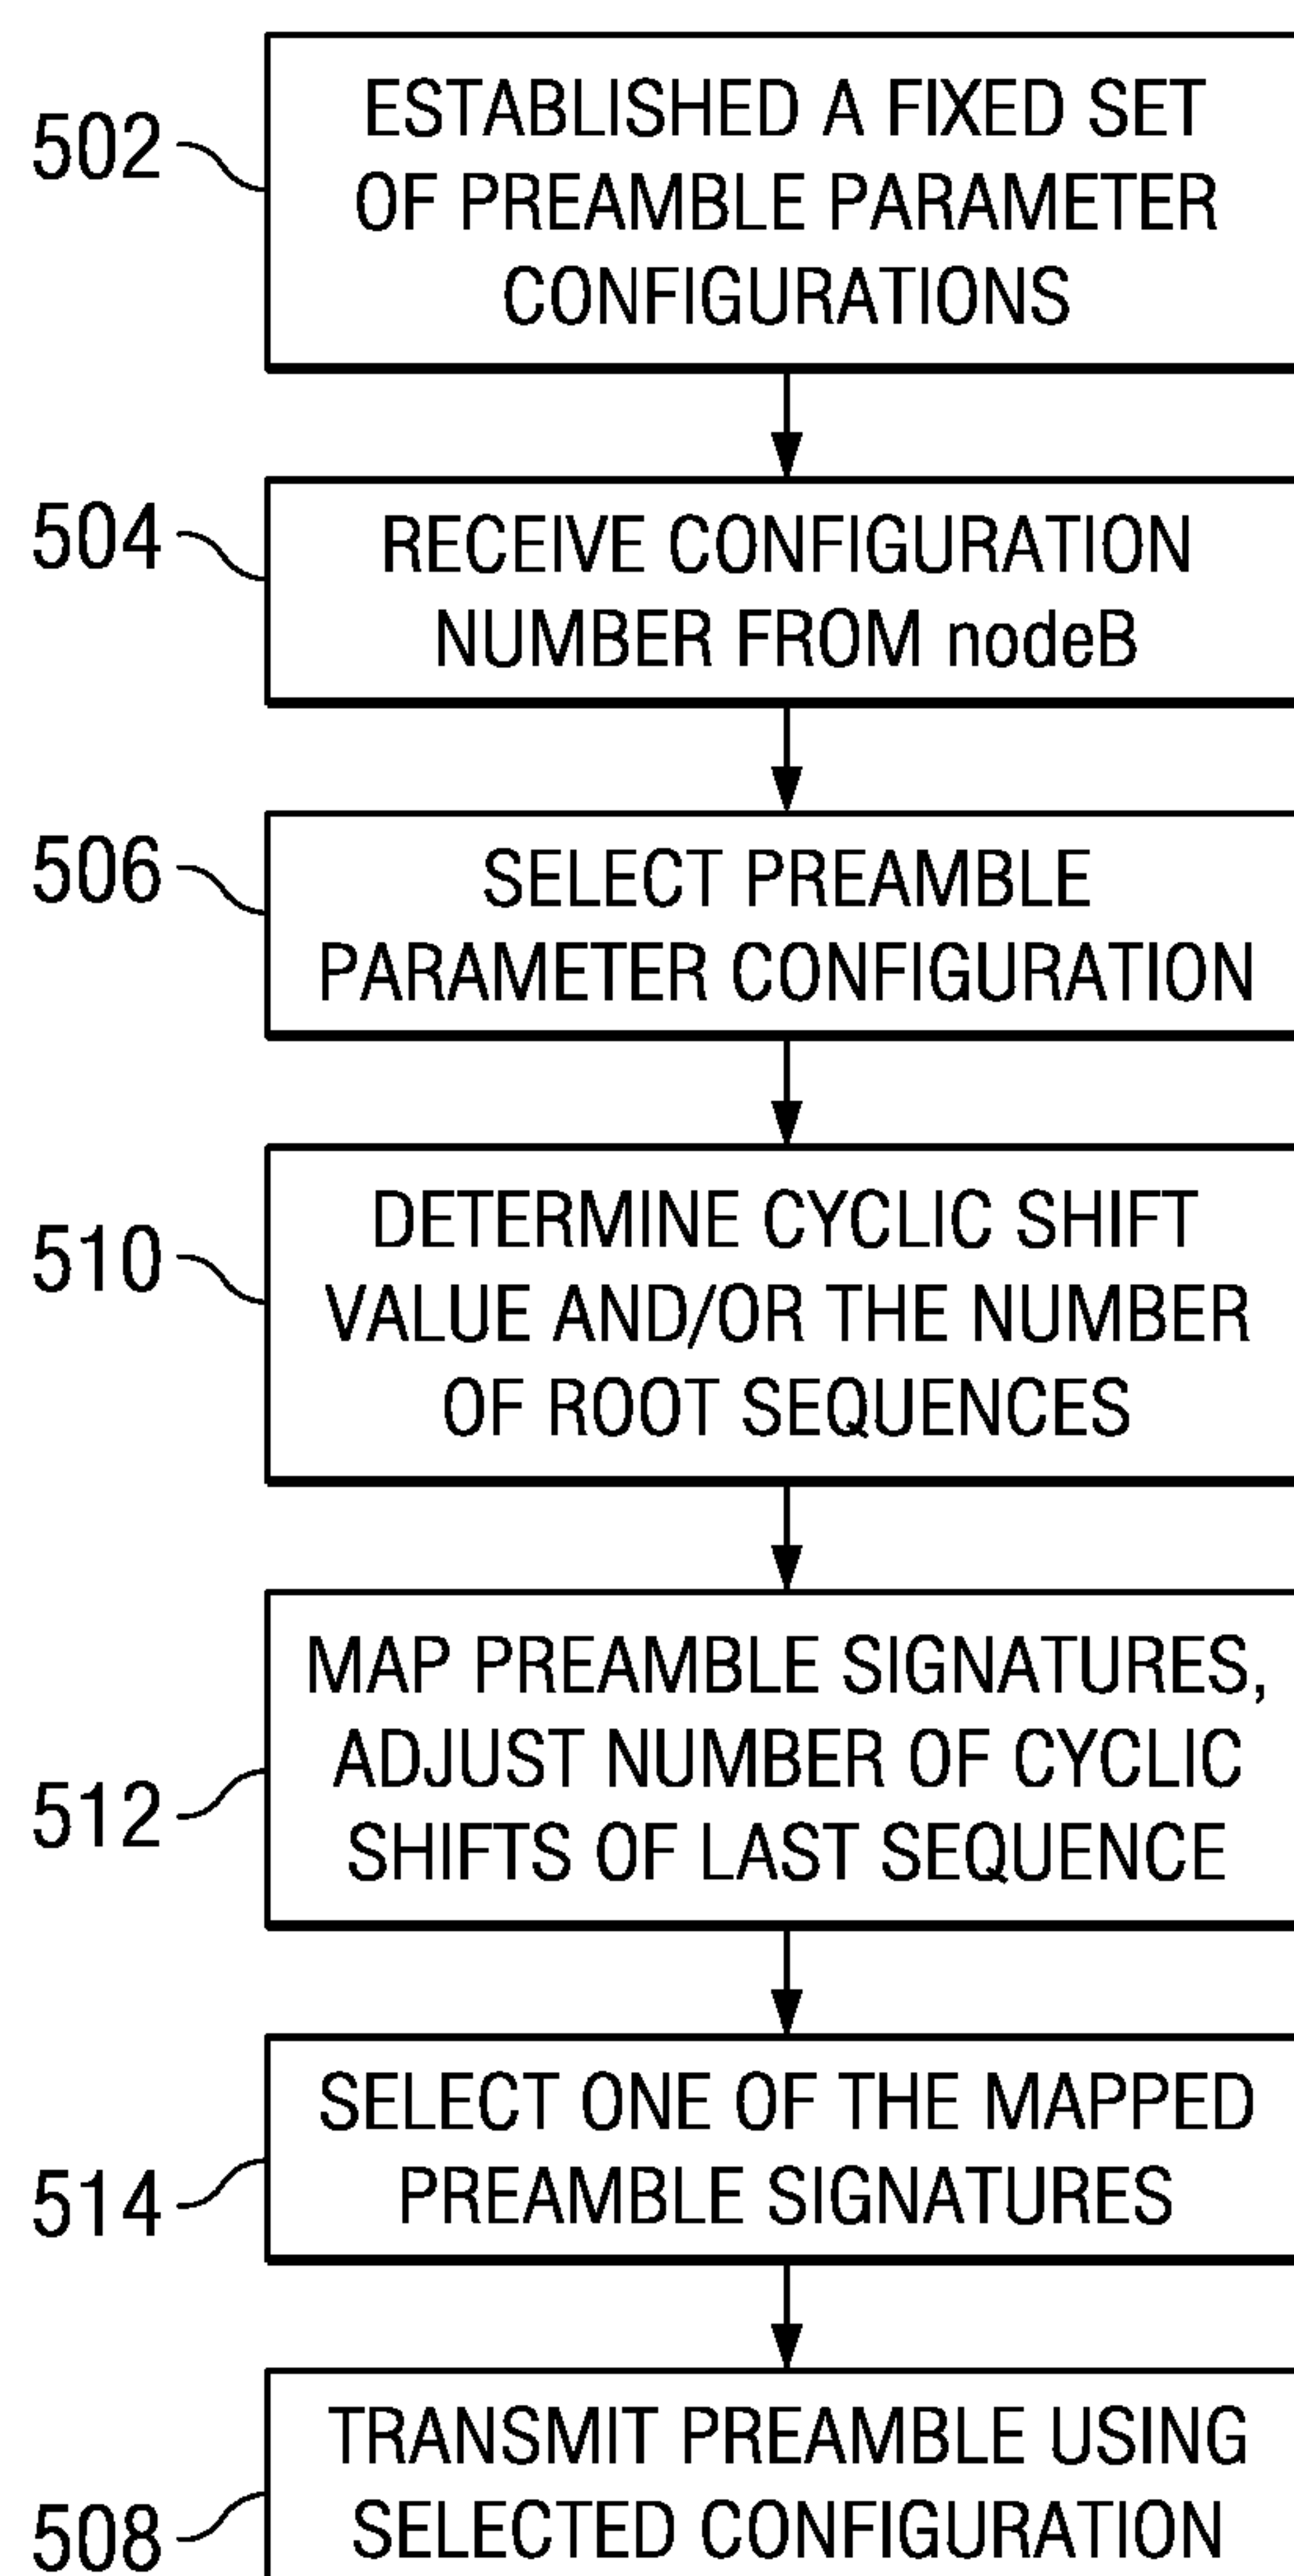 502
ESTABLISHED A FIXED SET
OF PREAMBLE PARAMETER
CONFIGURATIONS
504
RECEIVE CONFIGURATION
NUMBER FROM nodeB
506
SELECT PREAMBLE
PARAMETER CONFIGURATION
510
DETERMINE CYCLIC SHIFT
VALUE AND/OR THE NUMBER
OF ROOT SEQUENCES
512
MAP PREAMBLE SIGNATURES,
ADJUST NUMBER OF CYCLIC
SHIFTS OF LAST SEQUENCE
514
SELECT ONE OF THE MAPPED
PREAMBLE SIGNATURES
508
TRANSMIT PREAMBLE USING
SELECTED CONFIGURATION